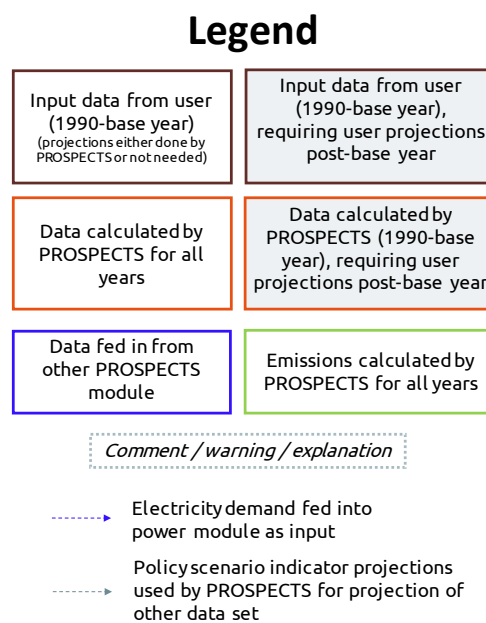 Legend
Input data from user
(1990-base year)
(projections either done by
PROSPECTS or not needed)
Input data from user
(1990-base year),
requiring user projections
post-base year
Data calculated by
PROSPECTS for all
years
Data calculated by
PROSPECTS (1990-base
year), requiring user
projections post-base year
Data fed in from
other PROSPECTS
module
Emissions calculated by
PROSPECTS for all years
Comment / warning / explanation
Electricity demand fed into
power module as input
Policy scenario indicator projections
used by PROSPECTS for projection of
other data set